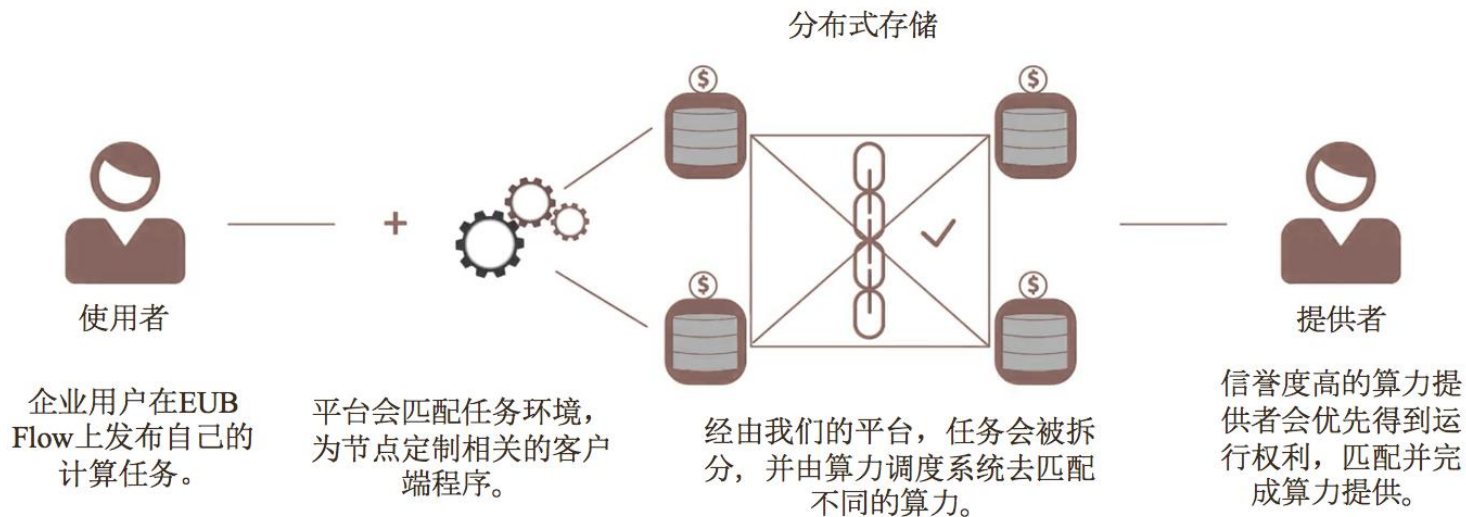 分布式存储
$
$
$
$
+
使用者
提供者
企业用户在EUB
Flow上发布自己的
计算任务。
平台会匹配任务环境，
为节点定制相关的客户
端程序。
经由我们的平台，任务会被拆
分，并由算力调度系统去匹配
不同的算力。
信誉度高的算力提
供者会优先得到运
行权利，匹配并完
成算力提供。